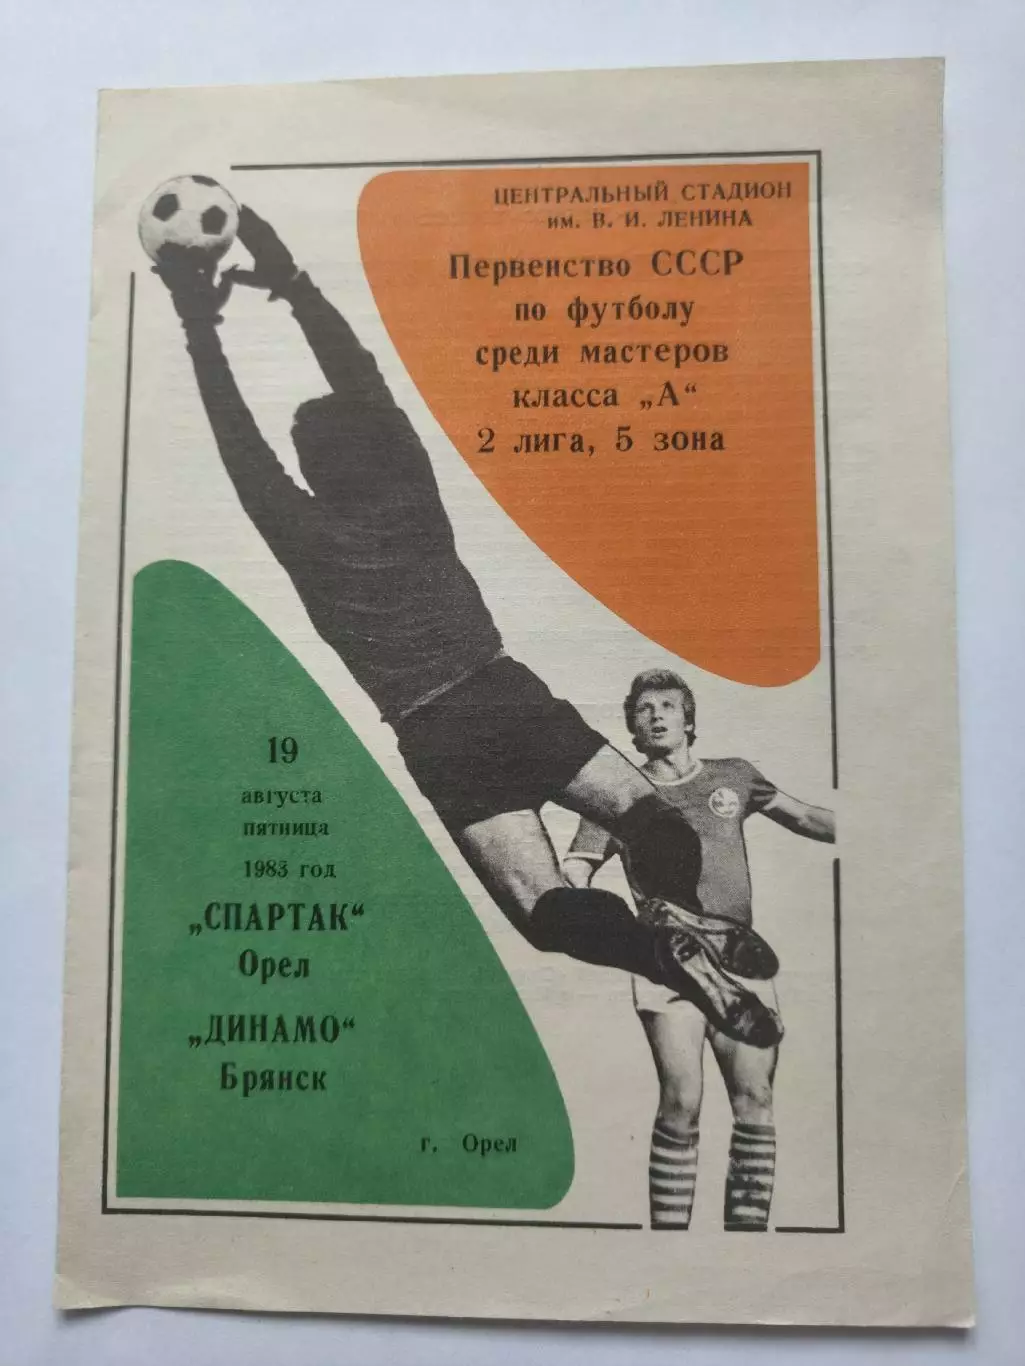 ЦЕНТРАЛЬНЫЙ СТАДИОН
им. В. И. ЛЕНИНА
Первенство СССР
по футболу
среди мастеров
класса „А“
2 лига, 5 зона
19
августа
пятница
1983 год
„СПАРТАК“
Орел
„ДИНАМО“
Брянск
г. Орел